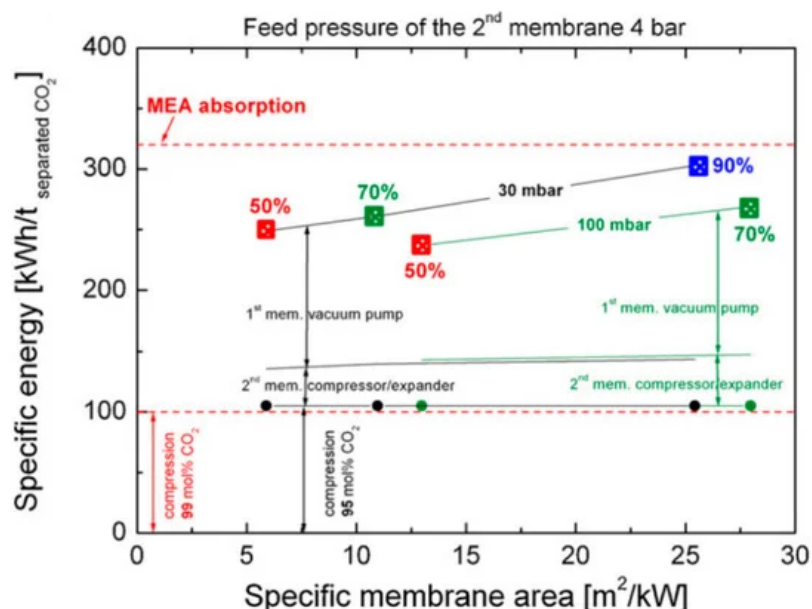 Feed pressure of the 2nd membrane 4 bar
Specific energy [kWh/t separated CO2]
400
300
200
100
0
MEA absorption
50%
70%
30 mbar
90%
50%
100 mbar
70%
1st mem. vacuum pump
1st mem. vacuum pump
2nd mem. compressor/expander
2nd mem. compressor/expander
compression
99 mol% CO2
compression
95 mol% CO2
0 5 10 15 20 25 30
Specific membrane area [m²/kW]